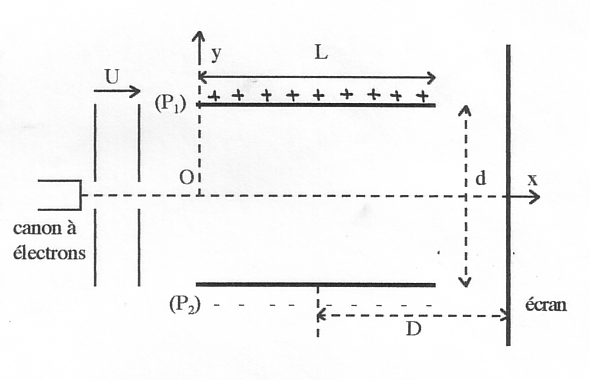 y
L
U
+ + + + + + + + +
(P₁)
O
d
x
canon à
électrons
(P₂)
- - - - - - - - -
écran
D